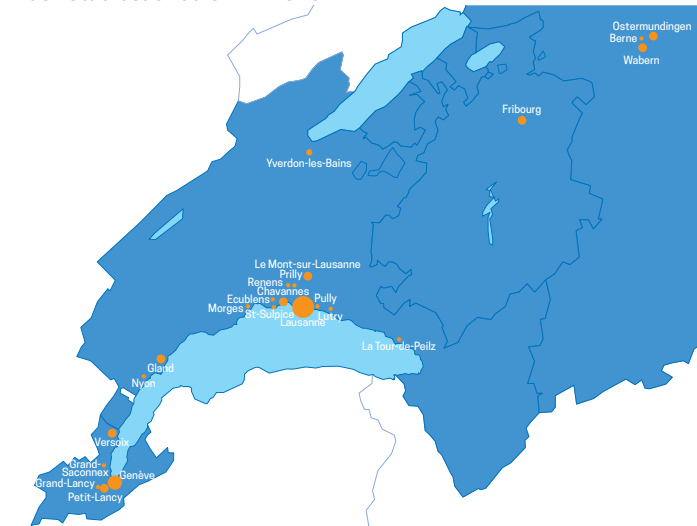 Ostermundingen
Berne
Wabern
Fribourg
Yverdon-les-Bains
Le Mont-sur-Lausanne
Prilly
Renens
Chavannes
Ecublens
Pully
Morges
St-Sulpice
Lutry
Lausanne
La Tour-de-Peilz
Gland
Nyon
Versoix
Grand-
Saconnex
Genève
Grand-Lancy
Petit-Lancy